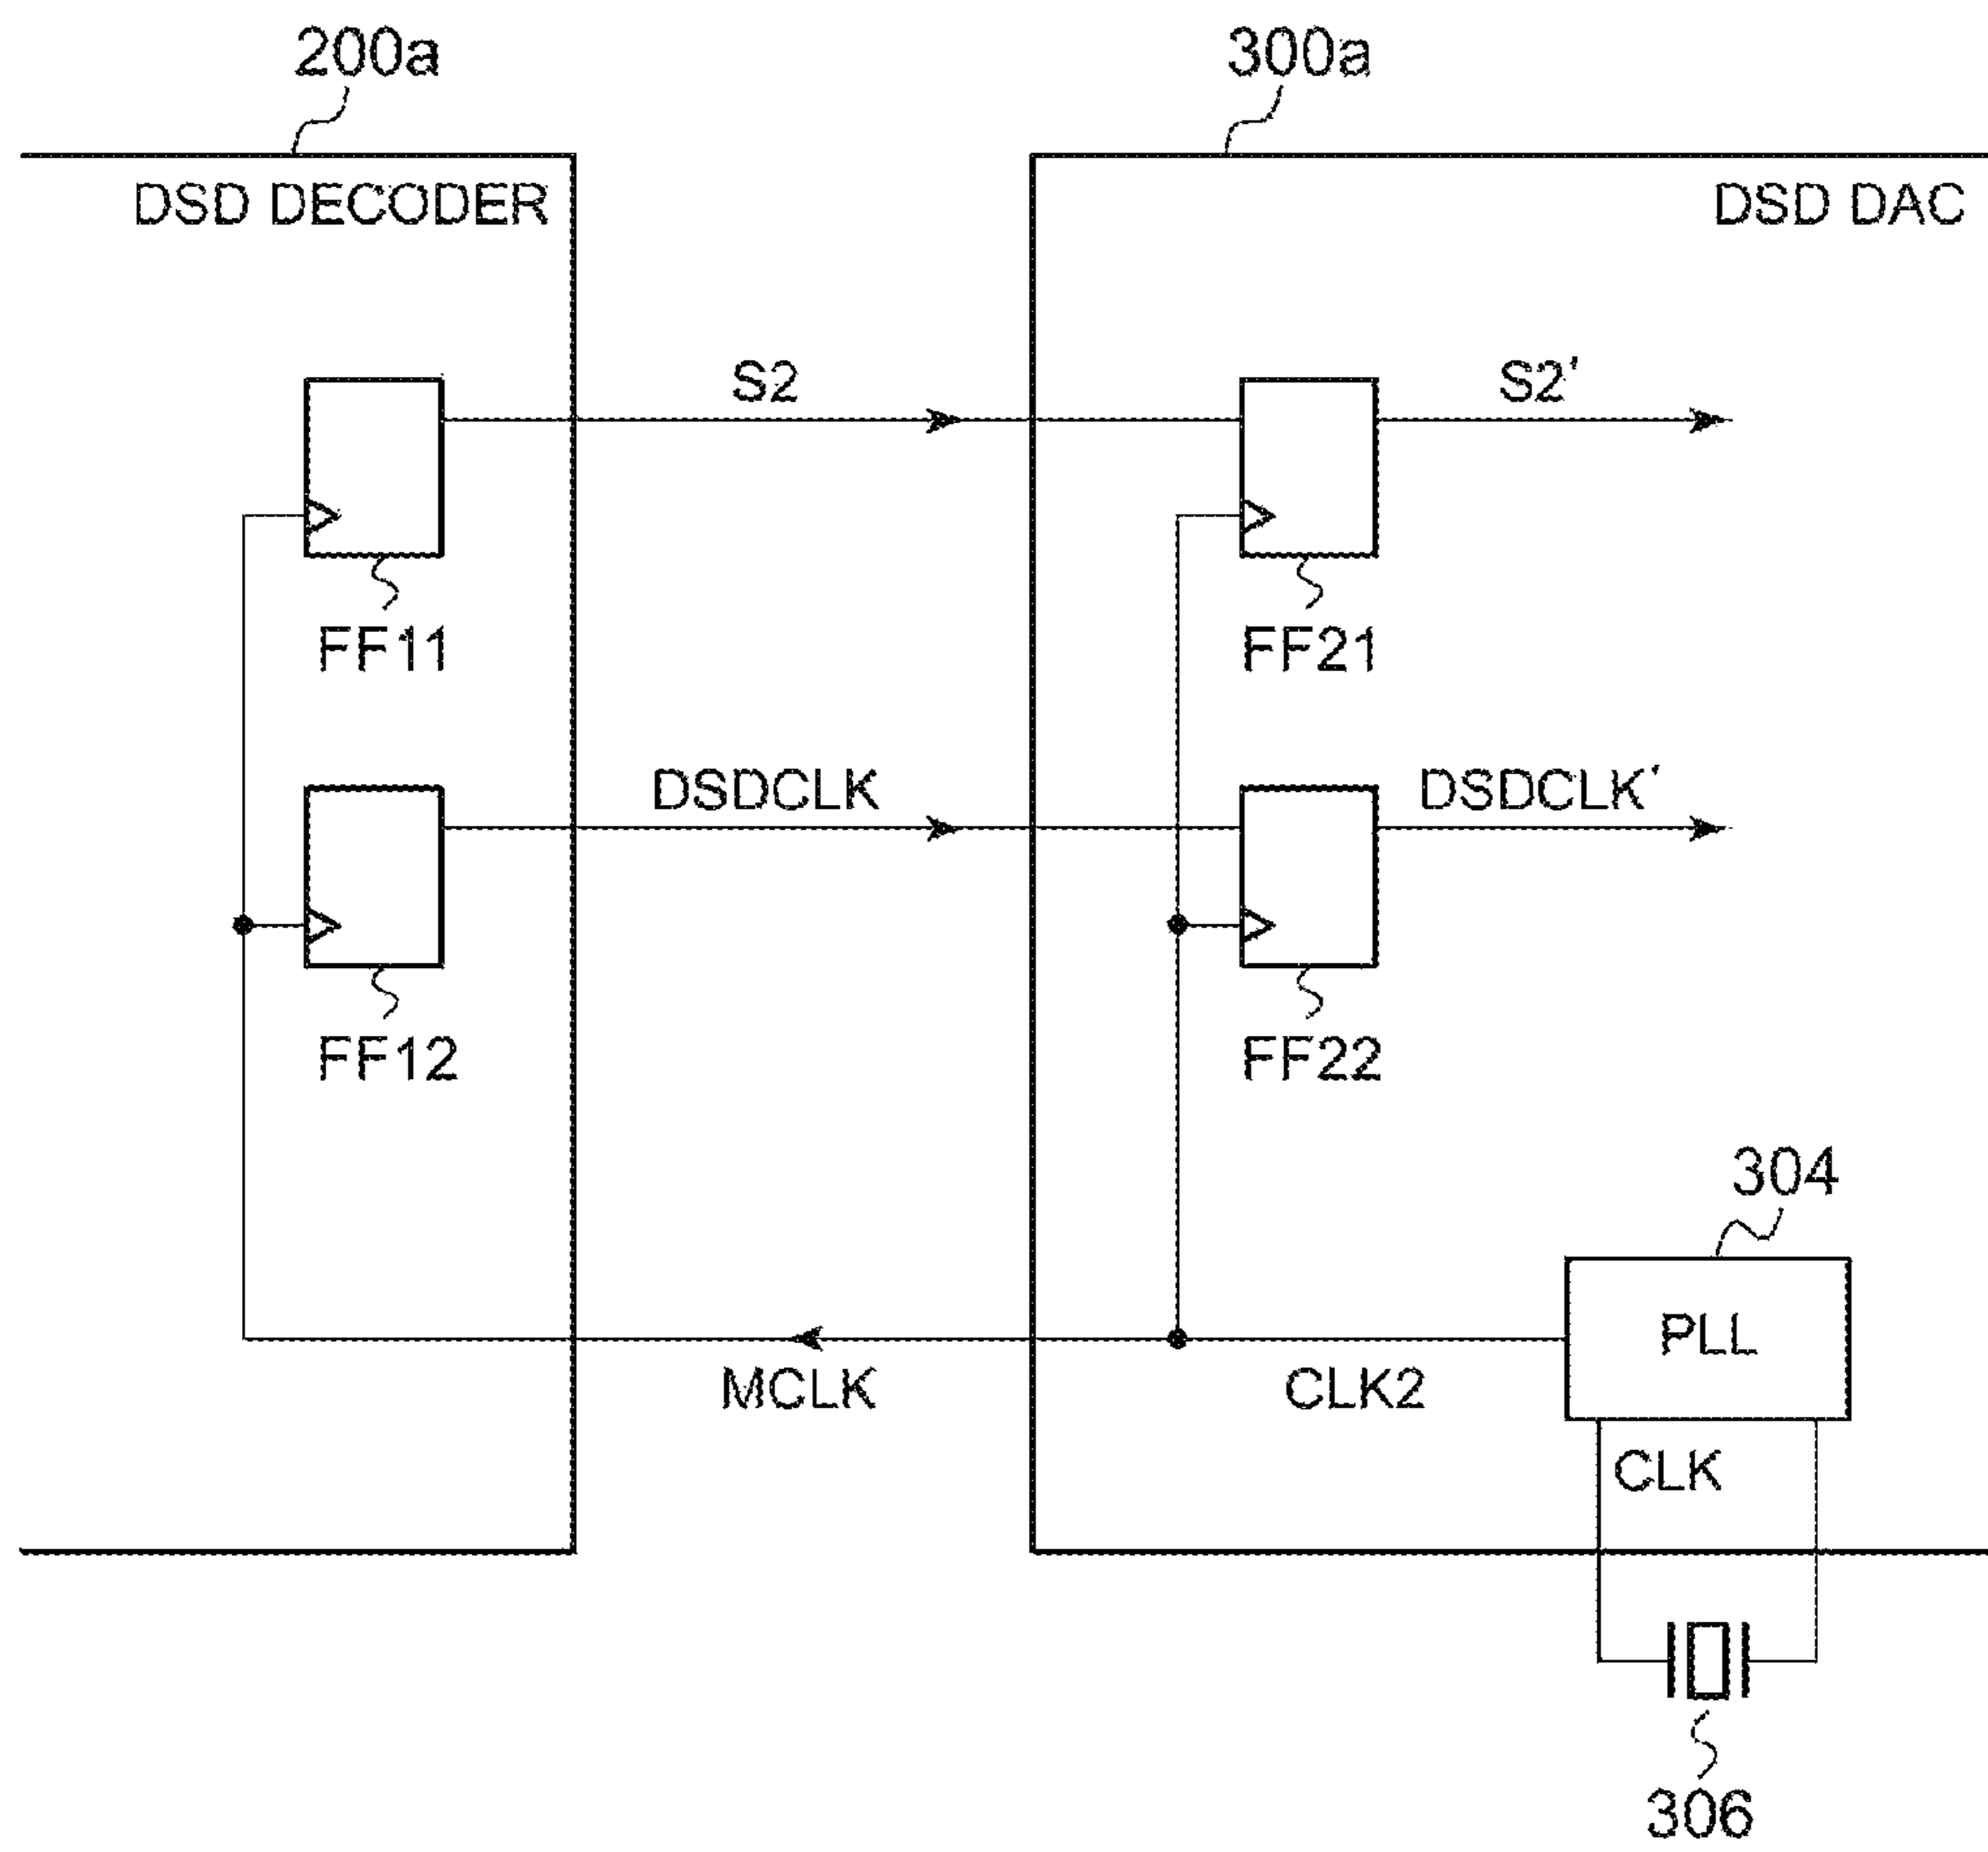 200a
300a
DSD DECODER
DSD DAC
S2
S2'
FF11
FF21
DSDCLK
DSDCLK'
FF12
FF22
304
PLL
MCLK
CLK2
CLK
306